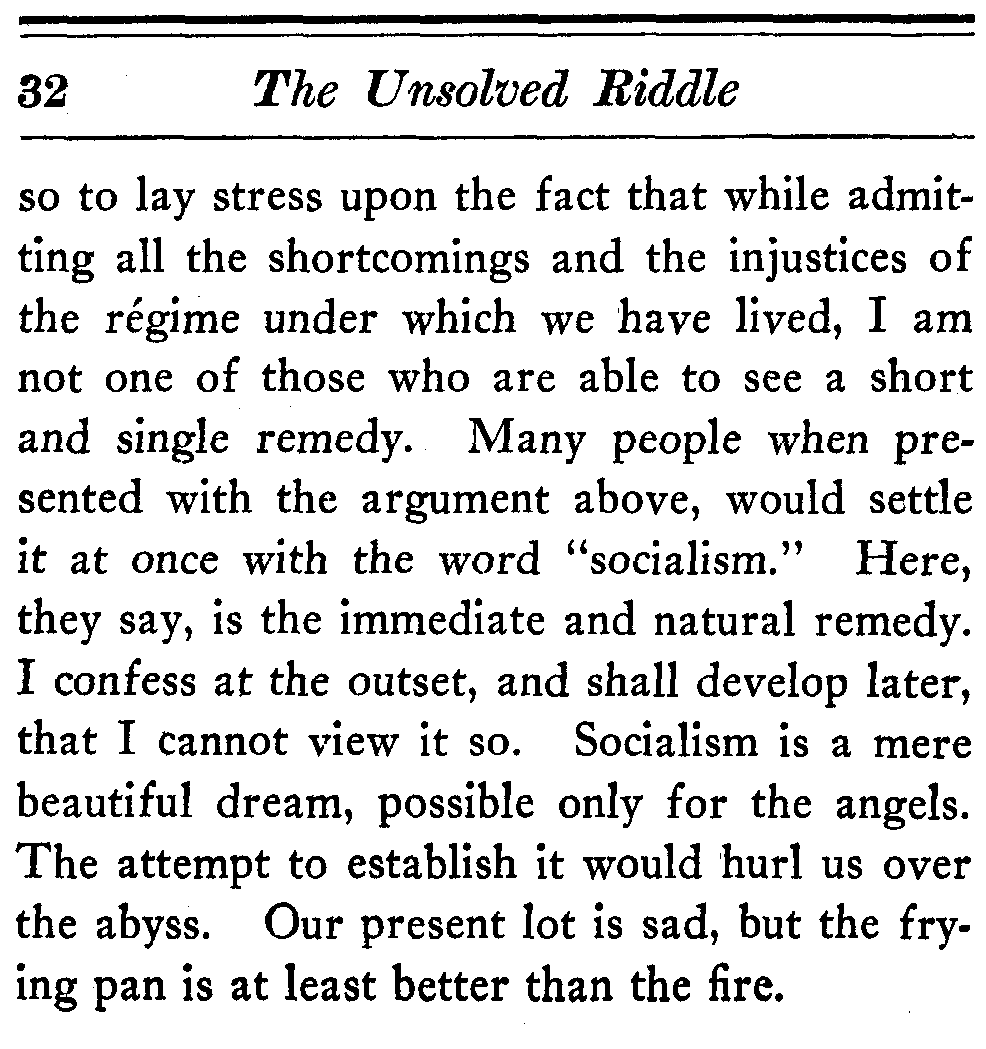 32 The Unsolved Riddle
so to lay stress upon the fact that while admit-
ting all the shortcomings and the injustices of
the régime under which we have lived, I am
not one of those who are able to see a short
and single remedy. Many people when pre-
sented with the argument above, would settle
it at once with the word “socialism.” Here,
they say, is the immediate and natural remedy.
I confess at the outset, and shall develop later,
that I cannot view it so. Socialism is a mere
beautiful dream, possible only for the angels.
The attempt to establish it would hurl us over
the abyss. Our present lot is sad, but the fry-
ing pan is at least better than the fire.